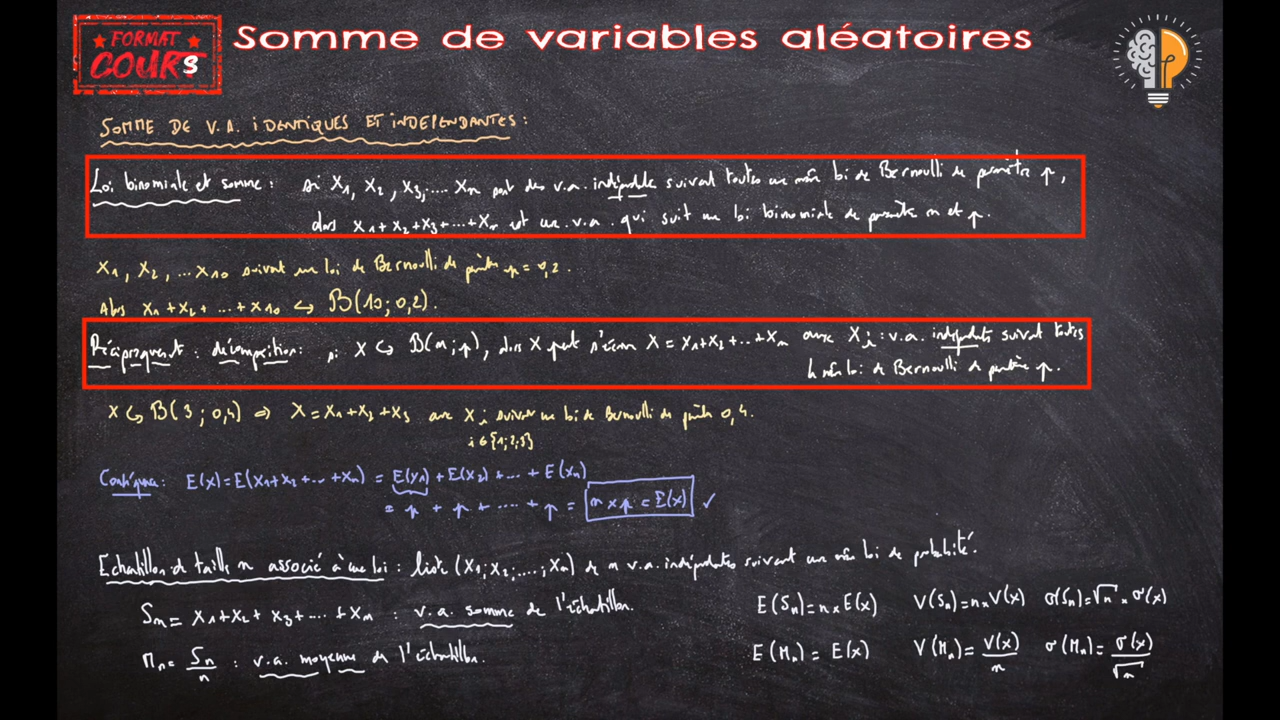 FORMAT
COURS
Somme de variables aléatoires
SOMME DE V.A. IDENTIQUES ET INDEPENDANTES :
Loi binomiale et somme : si X1, X2, X3, .... Xn sont des v.a. indépdte suivant toutes une même loi de Bernoulli de paramètre p,
alors X1+X2+X3+...+Xn est une v.a. qui suit une loi binomiale de paramètre n et p.
X1, X2, ... X10 suivant une loi de Bernoulli de paramètre p = 0,2.
Alors X1+X2+...+X10 ↪ B(10 ; 0,2).
Réciproquement : décomposition : si X ↪ B(n ; p), alors X peut s'écrire X = X1+X2+...+Xn avec Xi : v.a. indépdtes suivant toutes
la même loi de Bernoulli de paramètre p.
X ↪ B(3 ; 0,4) ⇒ X = X1+X2+X3 avec Xi suivant une loi de Bernoulli de paramètre 0,4.
i ∈ {1;2;3}
Conséquence : E(X) = E(X1+X2+...+Xn) = E(X1) + E(X2) + ... + E(Xn)
= p + p + .... + p = n × p = E(X) ✓
Echantillon de taille n associé à une loi : liste (X1; X2; ....; Xn) de n v.a. indépdtes suivant une même loi de probabilité.
Sn = X1+X2+X3+....+Xn : v.a. somme de l'échantillon.
E(Sn) = n×E(X) V(Sn) = n×V(X) σ(Sn) = √n × σ(X)
Mn = Sn/n : v.a. moyenne de l'échantillon.
E(Mn) = E(X) V(Mn) = V(X)/n σ(Mn) = σ(X)/√n